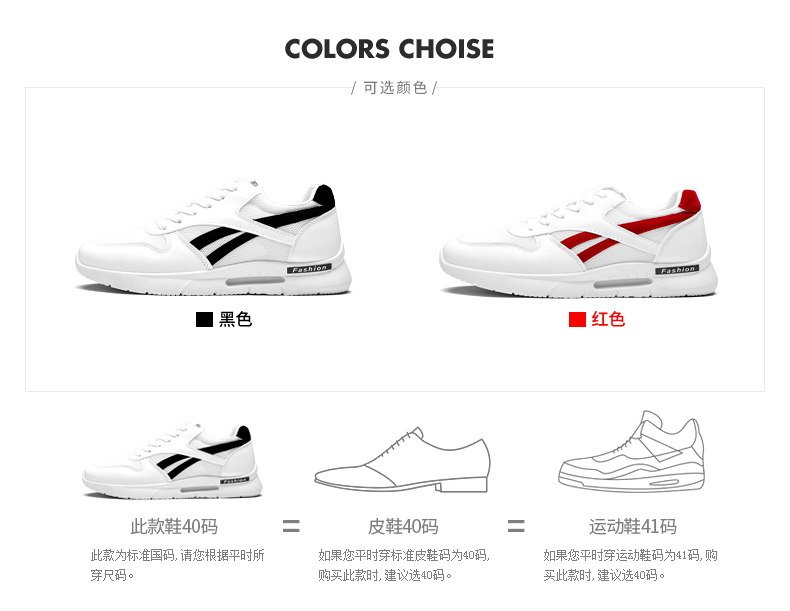 COLORS CHOISE
/ 可选颜色 /
Fashion
Fashion
黑色
红色
Fashion
此款鞋40码 = 皮鞋40码 = 运动鞋41码
此款为标准国码, 请您根据平时所
穿尺码。
如果您平时穿标准皮鞋码为40码,
购买此款时, 建议选40码。
如果您平时穿运动鞋码为41码, 购
买此款时, 建议选40码。